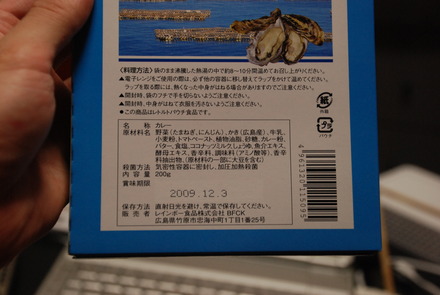 <料理方法>袋のまま沸騰した熱湯の中で約8～10分間温めてお召し上がりください。
▲電子レンジをご使用の際は、必ず他の容器に移し替えてラップをかけて温めてください。
ラップを取る際には、熱くなった中身がはねる場合がありますのでご注意ください。
▲開封時、袋のフチで手を切らないようご注意ください。
▲開封時、中身がはねて衣服を汚さないようご注意ください。
★この商品はレトルトパウチ食品です。
紙
外箱
プラ
名 称 カレー
原材料名 野菜(たまねぎ、にんじん)、かき(広島産)、牛乳、
小麦粉、トマトペースト、植物油脂、砂糖、カレー粉、
バター、食塩、ココナッツミルク、しょうゆ、魚介エキス、
酵母エキス、香辛料、調味料(アミノ酸等)、香辛
料抽出物、(原材料の一部に大豆を含む)
殺菌方法 気密性容器に密封し、加圧加熱殺菌
内 容 量 200g
賞味期限
2009.12.3
保存方法 直射日光を避け、常温で保存してください。
販 売 者 レインボー食品株式会社 BFCK
広島県竹原市忠海中町1丁目1番25号
4961320115095